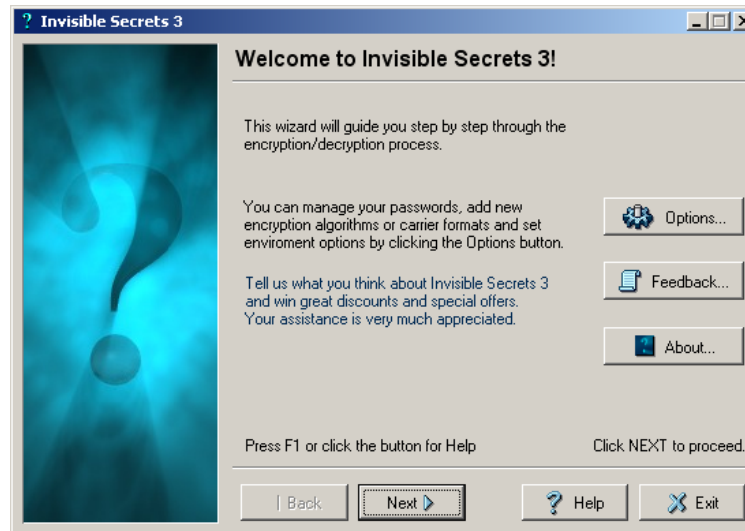 ? Invisible Secrets 3
Welcome to Invisible Secrets 3!
This wizard will guide you step by step through the
encryption/decryption process.
You can manage your passwords, add new
encryption algorithms or carrier formats and set
enviroment options by clicking the Options button.
Options...
Tell us what you think about Invisible Secrets 3
and win great discounts and special offers.
Your assistance is very much appreciated.
Feedback...
About...
Press F1 or click the button for Help
Click NEXT to proceed.
Back
Next
Help
Exit